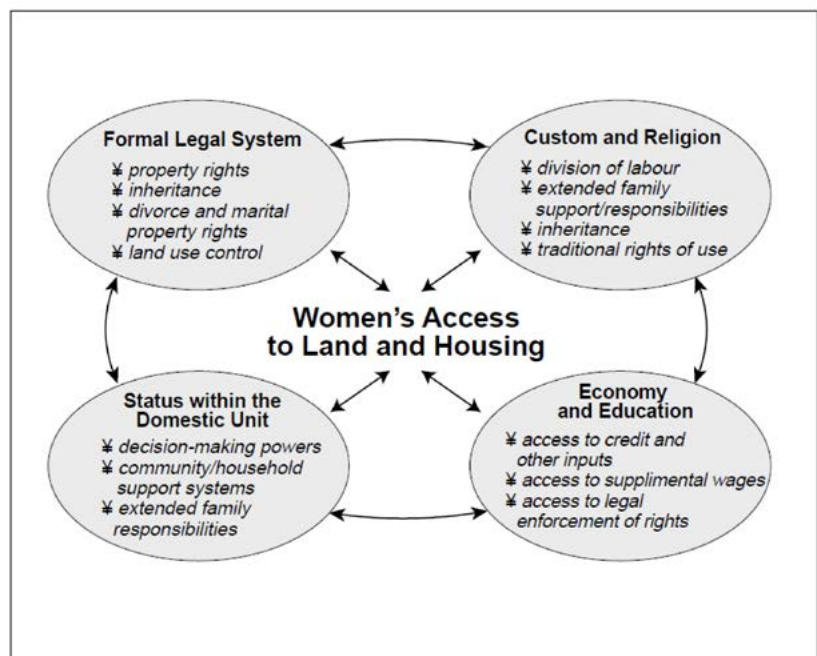 Formal Legal System
¥ property rights
¥ inheritance
¥ divorce and marital
property rights
¥ land use control
Custom and Religion
¥ division of labour
¥ extended family
support/responsibilities
¥ inheritance
¥ traditional rights of use
Women’s Access
to Land and Housing
Status within the
Domestic Unit
¥ decision-making powers
¥ community/household
support systems
¥ extended family
responsibilities
Economy
and Education
¥ access to credit and
other inputs
¥ access to supplimental wages
¥ access to legal
enforcement of rights